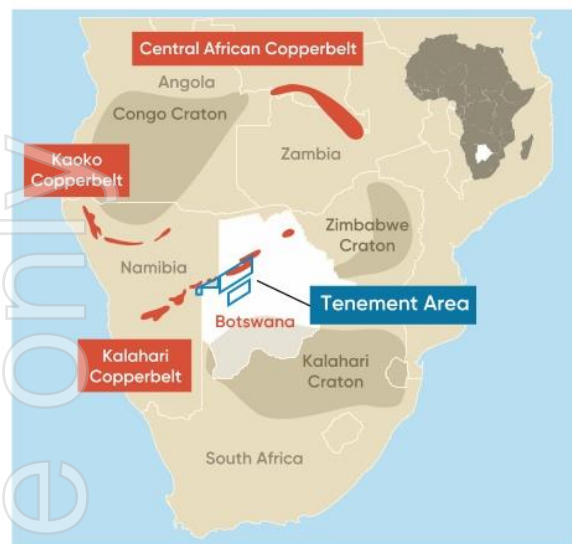 Central African Copperbelt
Angola
Congo Craton
Kaoko
Copperbelt
Zambia
Zimbabwe
Craton
Namibia
Tenement Area
Botswana
Kalahari
Copperbelt
Kalahari
Craton
South Africa
e only